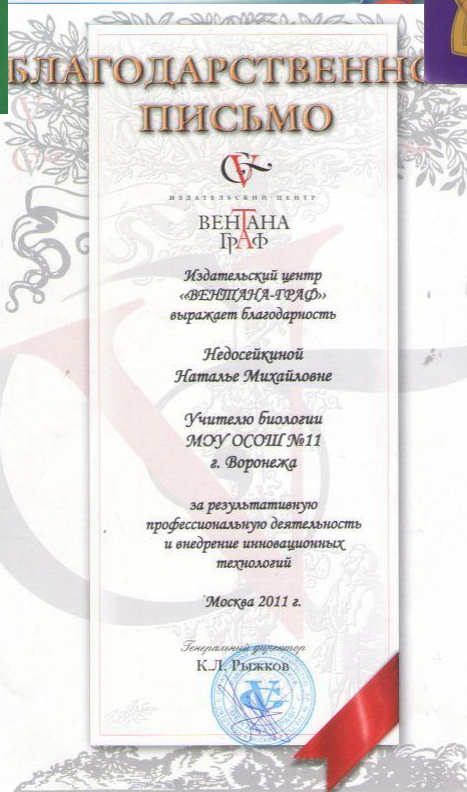 БЛАГОДАРСТВЕННО
ПИСЬМО
ИЗДАТЕЛЬСКИЙ ЦЕНТР
ВЕНТАНА
ГРАФ
Издательский центр
«ВЕНТАНА-ГРАФ»
выражает благодарность
Недосейкиной
Наталье Михайловне
Учителю биологии
МОУ ОСОШ №11
г. Воронежа
за результативную
профессиональную деятельность
и внедрение инновационных
технологий
Москва 2011 г.
Генеральный директор
К.Л. Рыжков